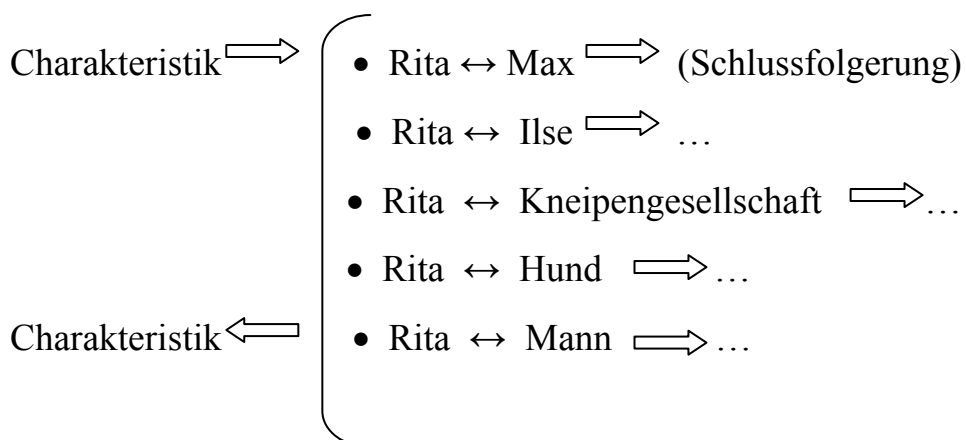 Charakteristik • Rita ↔ Max (Schlussfolgerung)
• Rita ↔ Ilse …
• Rita ↔ Kneipengesellschaft …
• Rita ↔ Hund …
Charakteristik • Rita ↔ Mann …